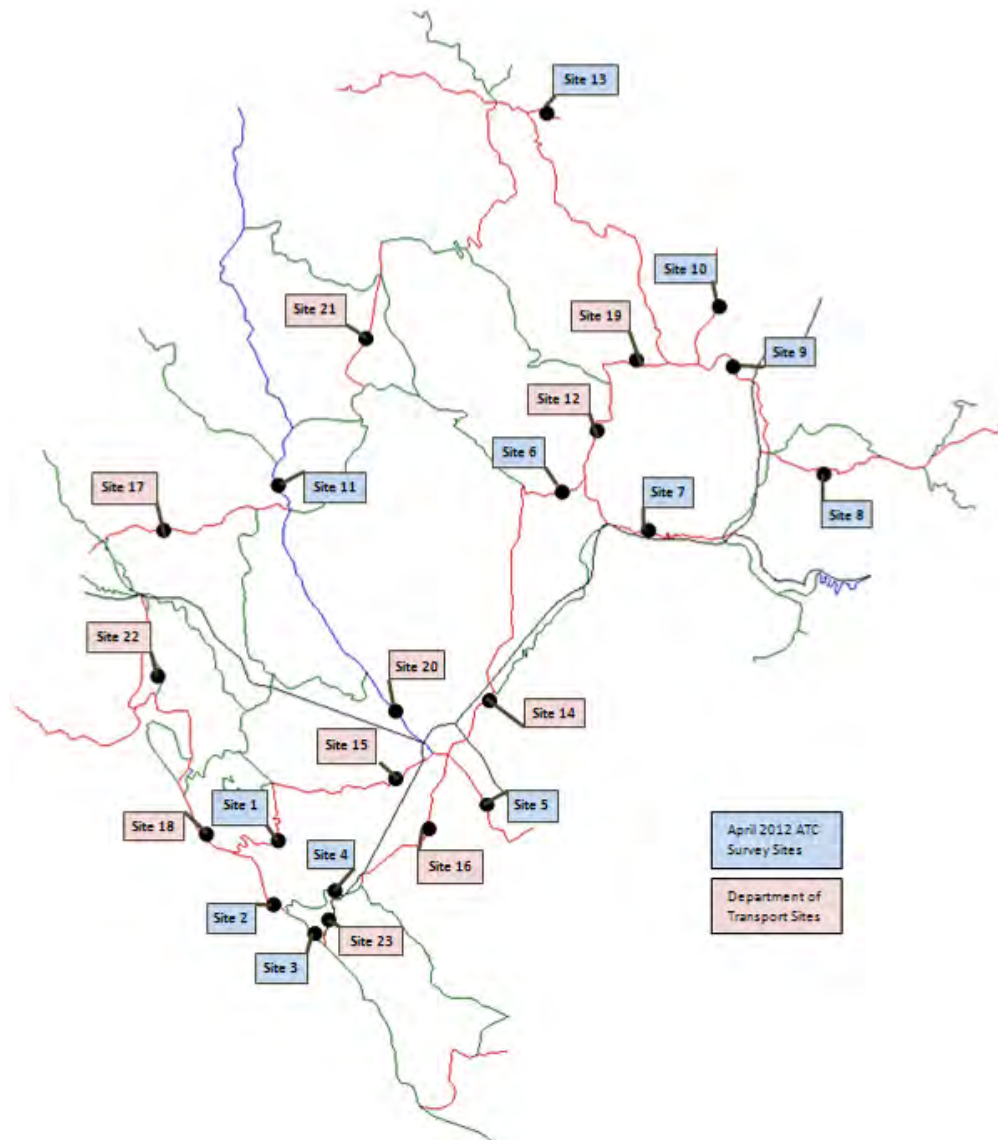 Site 13
Site 10
Site 21
Site 19
Site 9
Site 12
Site 6
Site 17
Site 11
Site 7
Site 8
Site 22
Site 20
Site 14
Site 15
Site 1
Site 5
Site 18
Site 4
Site 16
Site 2
Site 23
Site 3
April 2012 ATC
Survey Sites
Department of
Transport Sites